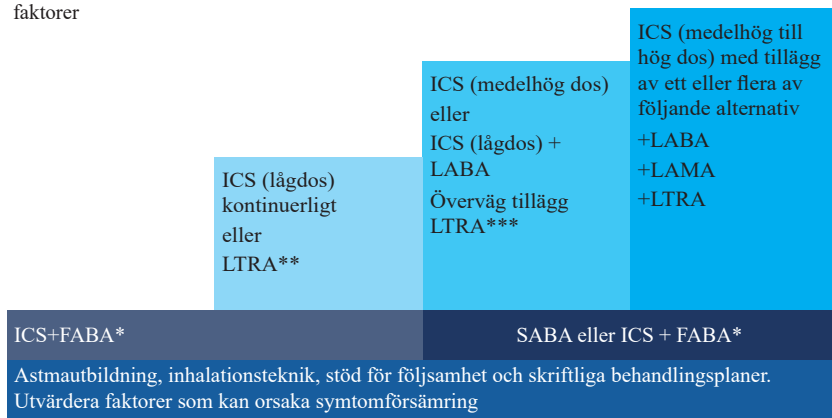 faktorer
ICS (lågdos)
kontinuerligt
eller
LTRA**
ICS (medelhög dos)
eller
ICS (lågdos) +
LABA
Överväg tillägg
LTRA***
ICS (medelhög till
hög dos) med tillägg
av ett eller flera av
följande alternativ
+LABA
+LAMA
+LTRA
ICS+FABA*
SABA eller ICS + FABA*
Astmautbildning, inhalationsteknik, stöd för följsamhet och skriftliga behandlingsplaner.
Utvärdera faktorer som kan orsaka symtomförsämring